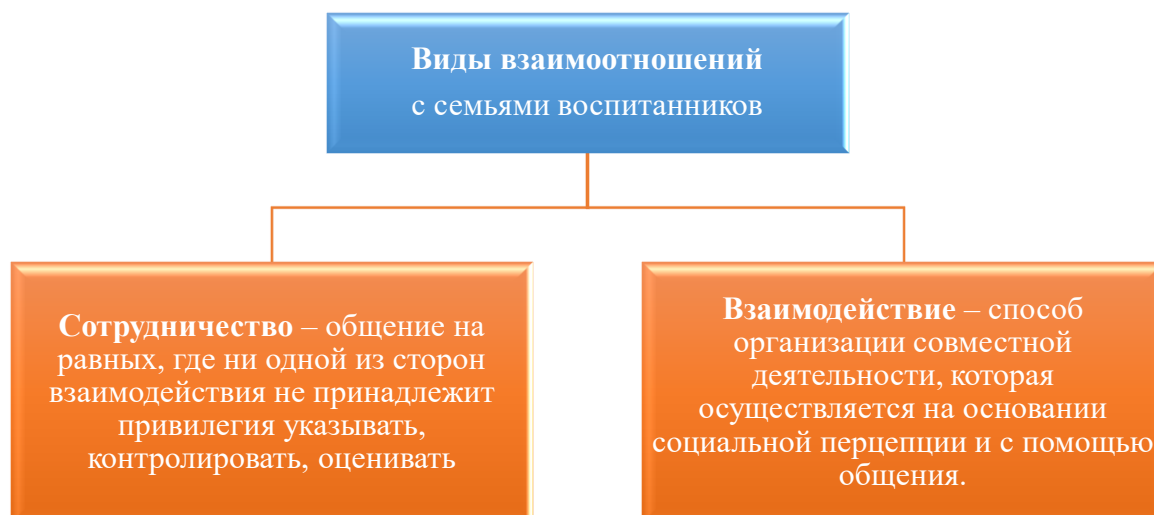 Виды взаимоотношений
с семьями воспитанников
Сотрудничество – общение на
равных, где ни одной из сторон
взаимодействия не принадлежит
привилегия указывать,
контролировать, оценивать
Взаимодействие – способ
организации совместной
деятельности, которая
осуществляется на основании
социальной перцепции и с помощью
общения.